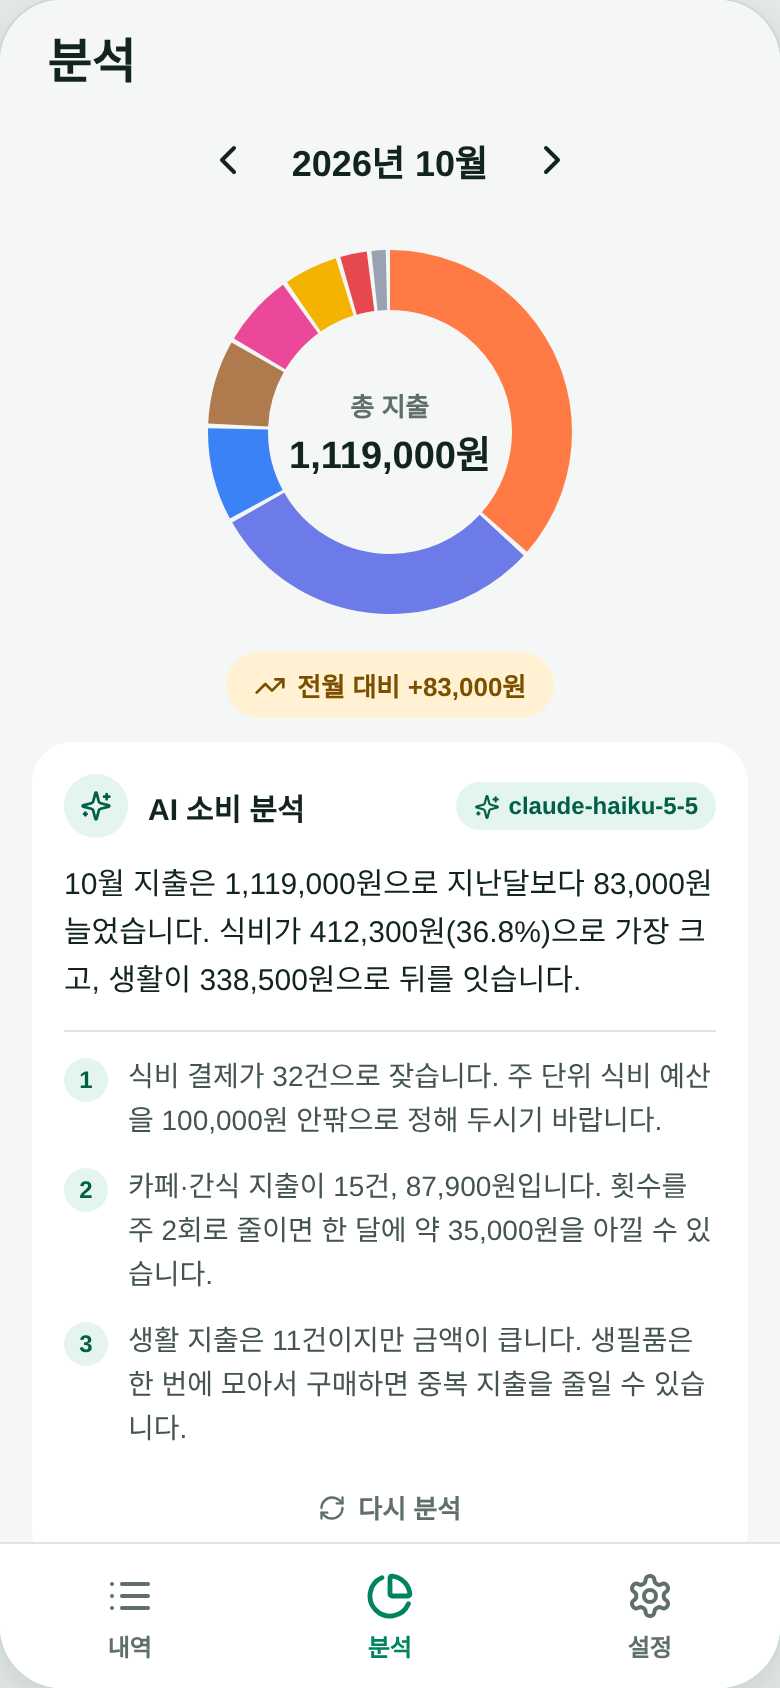 분석
2026년 10월
총 지출
1,119,000원
전월 대비 +83,000원
AI 소비 분석
claude-haiku-5-5
10월 지출은 1,119,000원으로 지난달보다 83,000원
늘었습니다. 식비가 412,300원(36.8%)으로 가장 크
고, 생활이 338,500원으로 뒤를 잇습니다.
1
식비 결제가 32건으로 잦습니다. 주 단위 식비 예산
을 100,000원 안팎으로 정해 두시기 바랍니다.
2
카페·간식 지출이 15건, 87,900원입니다. 횟수를
주 2회로 줄이면 한 달에 약 35,000원을 아낄 수 있
습니다.
3
생활 지출은 11건이지만 금액이 큽니다. 생필품은
한 번에 모아서 구매하면 중복 지출을 줄일 수 있습
니다.
다시 분석
내역
분석
설정